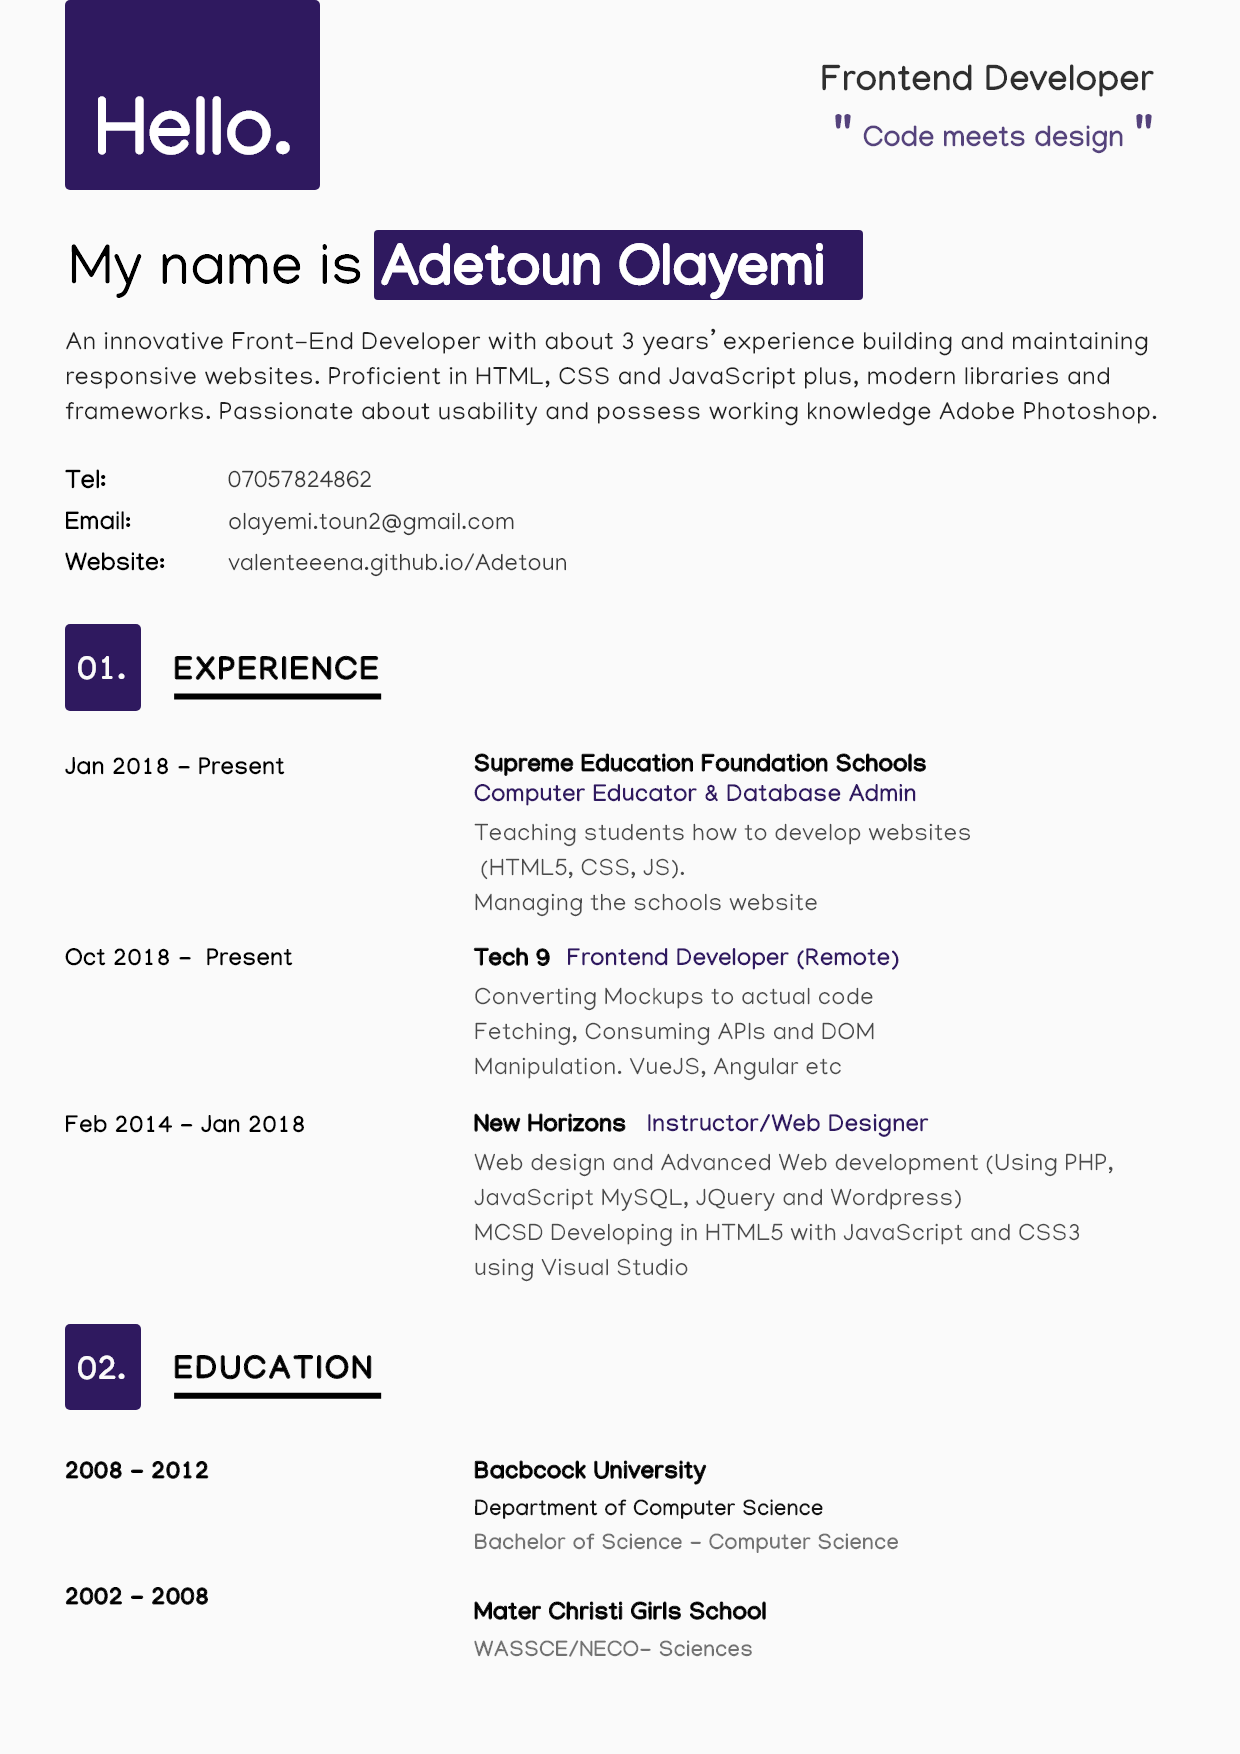 Hello.
Frontend Developer
" Code meets design "
My name is Adetoun Olayemi
An innovative Front-End Developer with about 3 years’ experience building and maintaining
responsive websites. Proficient in HTML, CSS and JavaScript plus, modern libraries and
frameworks. Passionate about usability and possess working knowledge Adobe Photoshop.
Tel: 07057824862
Email: olayemi.toun2@gmail.com
Website: valenteeena.github.io/Adetoun
01. EXPERIENCE
Jan 2018 - Present
Supreme Education Foundation Schools
Computer Educator & Database Admin
Teaching students how to develop websites
(HTML5, CSS, JS).
Managing the schools website
Oct 2018 - Present
Tech 9 Frontend Developer (Remote)
Converting Mockups to actual code
Fetching, Consuming APIs and DOM
Manipulation. VueJS, Angular etc
Feb 2014 - Jan 2018
New Horizons Instructor/Web Designer
Web design and Advanced Web development (Using PHP,
JavaScript MySQL, JQuery and Wordpress)
MCSD Developing in HTML5 with JavaScript and CSS3
using Visual Studio
02. EDUCATION
2008 - 2012
Bacbcock University
Department of Computer Science
Bachelor of Science - Computer Science
2002 - 2008
Mater Christi Girls School
WASSCE/NECO- Sciences